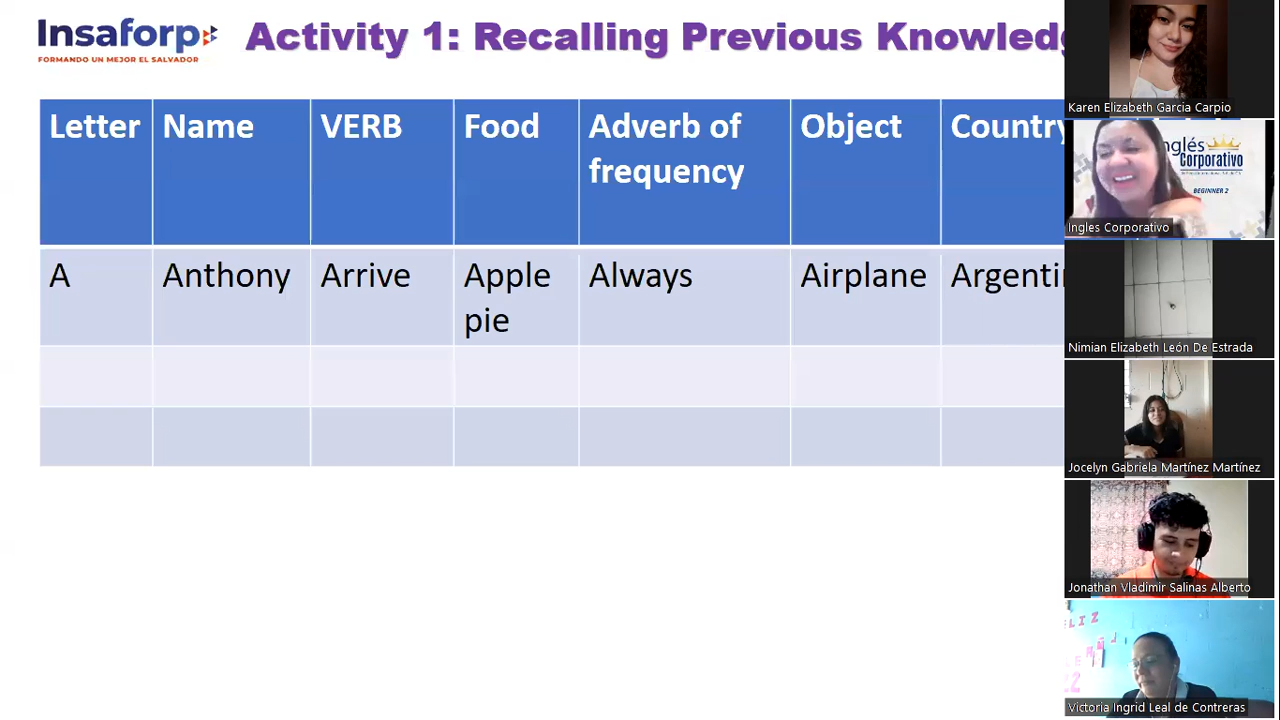 Insaforp
FORMANDO UN MEJOR EL SALVADOR
Activity 1: Recalling Previous Knowledg
Letter Name VERB Food Adverb of frequency Object Country
A Anthony Arrive Apple pie Always Airplane Argentin
Karen Elizabeth Garcia Carpio
Inglés
Corporativo
BEGINNER 2
Ingles Corporativo
Nimian Elizabeth León De Estrada
Jocelyn Gabriela Martínez Martínez
Jonathan Vladimir Salinas Alberto
Victoria Ingrid Leal de Contreras